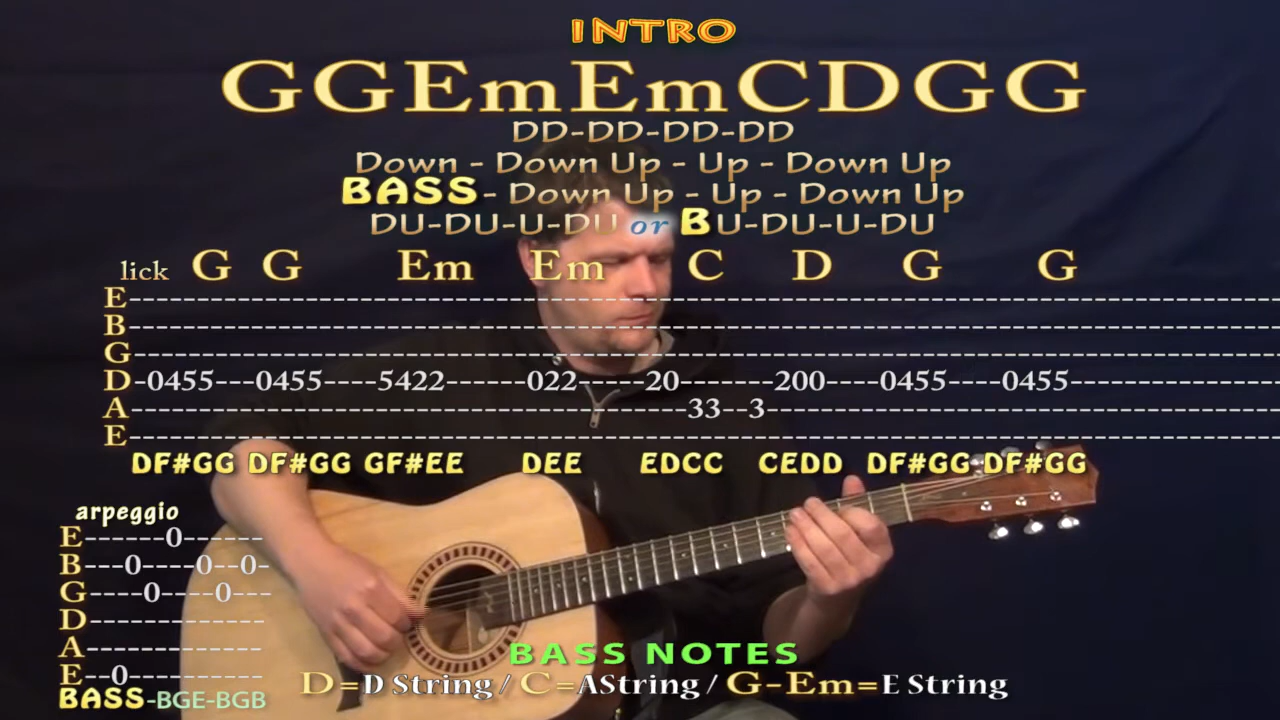 INTRO
G G Em Em C D G G
DD-DD-DD-DD
Down - Down Up - Up - Down Up
BASS - Down Up - Up - Down Up
DU-DU-U-DU or BU-DU-U-DU
lick G G Em Em C D G G
E------------------------------------------------------------
B------------------------------------------------------------
G------------------------------------------------------------
D-0455---0455----5422------022-----20-------200----0455----0455------------
A-----------------------------------------33--3------------------------------
E------------------------------------------------------------
DF#GG DF#GG GF#EE DEE EDCC CEDD DF#GG DF#GG
arpeggio
E------0------
B---0----0--0-
G----0----0---
D-------------
A-------------
E--0----------
BASS-BGE-BGB
BASS NOTES
D=D String / C=AString / G-Em=E String